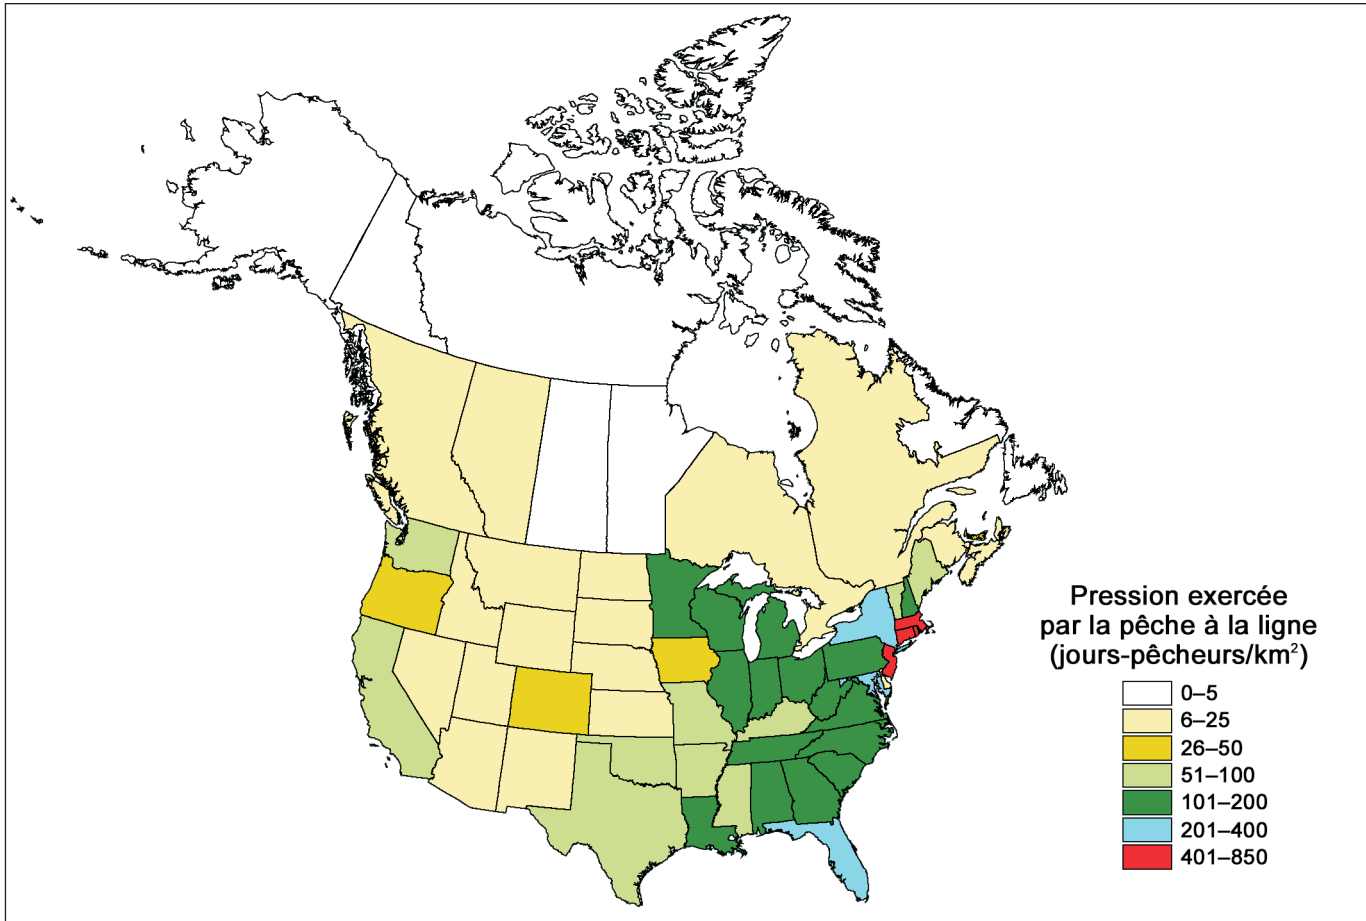 Pression exercée
par la pêche à la ligne
(jours-pêcheurs/km²)
0–5
6–25
26–50
51–100
101–200
201–400
401–850